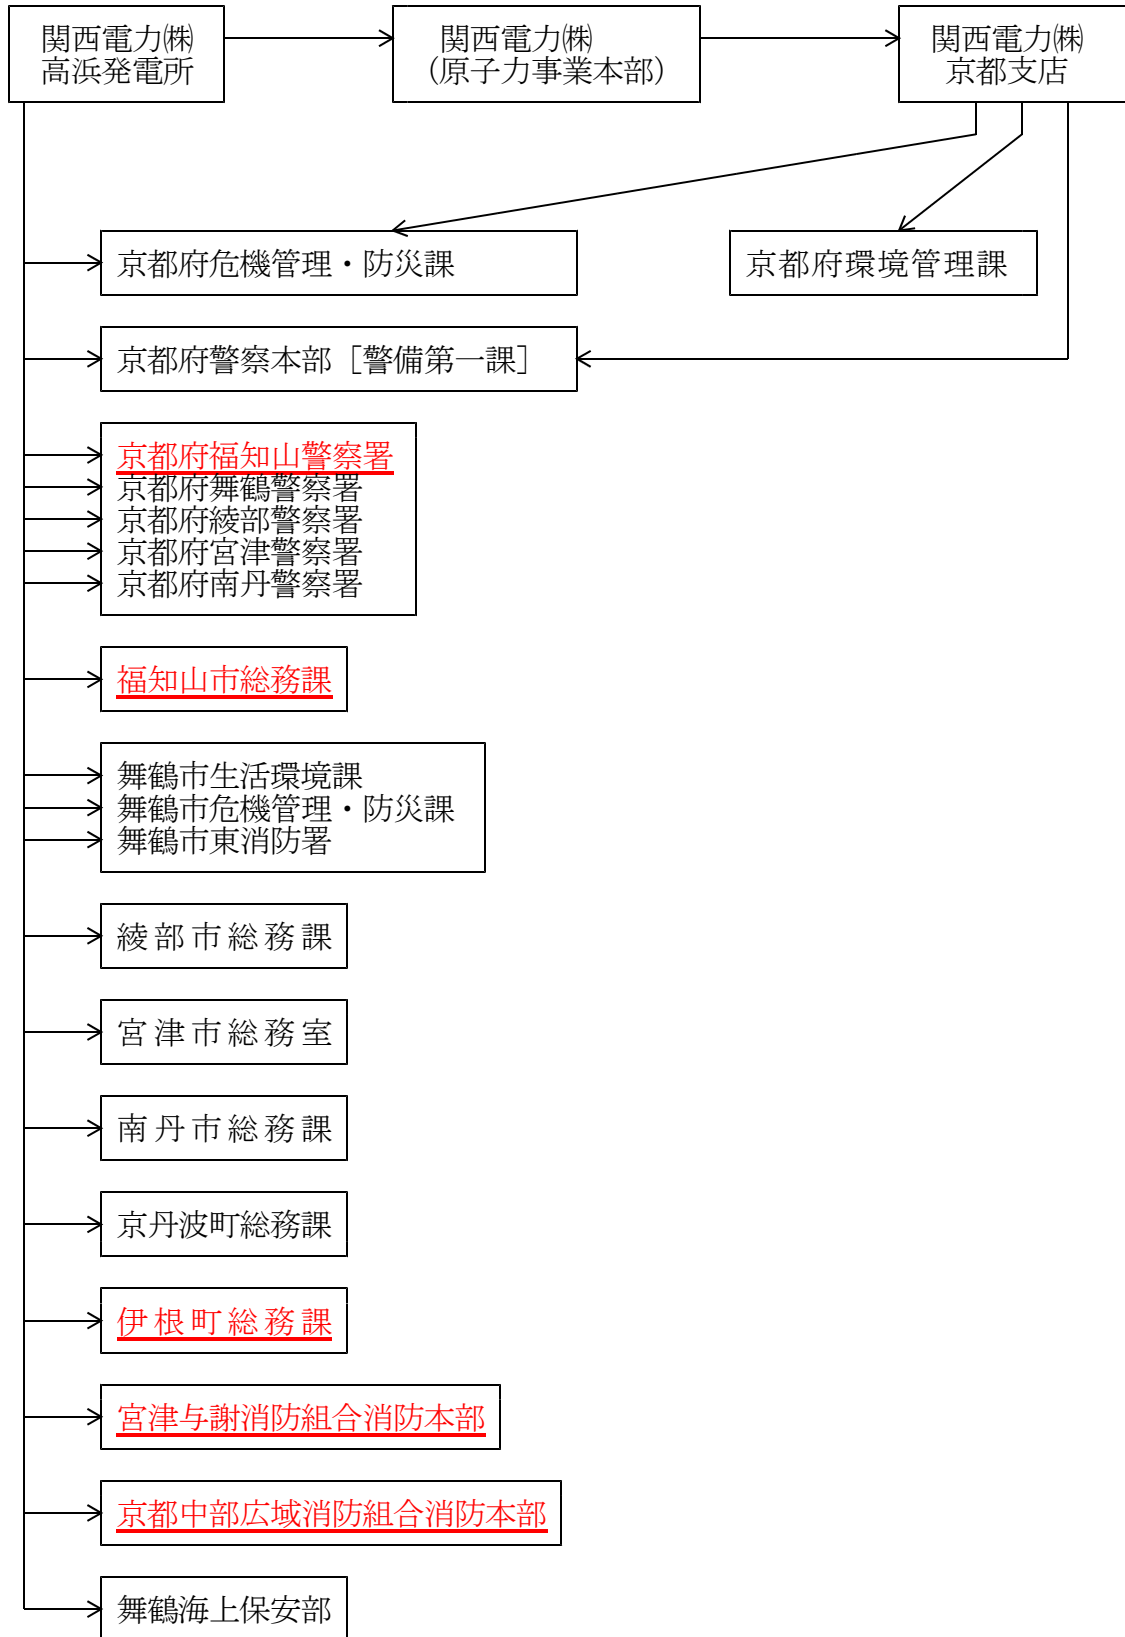 関西電力㈱
高浜発電所
関西電力㈱
（原子力事業本部）
関西電力㈱
京都支店
京都府危機管理・防災課
京都府環境管理課
京都府警察本部［警備第一課］
京都府福知山警察署
京都府舞鶴警察署
京都府綾部警察署
京都府宮津警察署
京都府南丹警察署
福知山市総務課
舞鶴市生活環境課
舞鶴市危機管理・防災課
舞鶴市東消防署
綾部市総務課
宮津市総務室
南丹市総務課
京丹波町総務課
伊根町総務課
宮津与謝消防組合消防本部
京都中部広域消防組合消防本部
舞鶴海上保安部